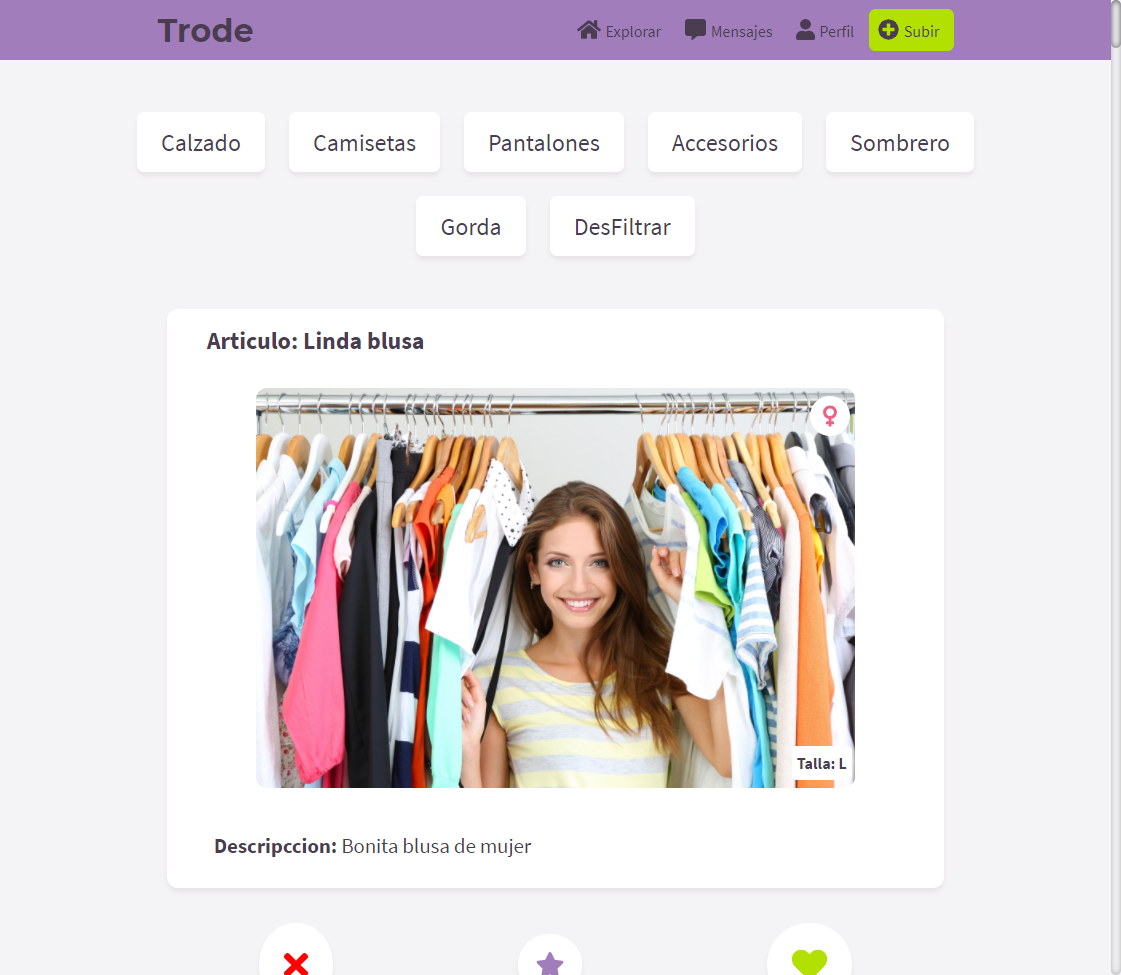 Trode
Explorar Mensajes Perfil Subir
Calzado Camisetas Pantalones Accesorios Sombrero
Gorda DesFiltrar
Articulo: Linda blusa
Talla: L
Descripccion: Bonita blusa de mujer